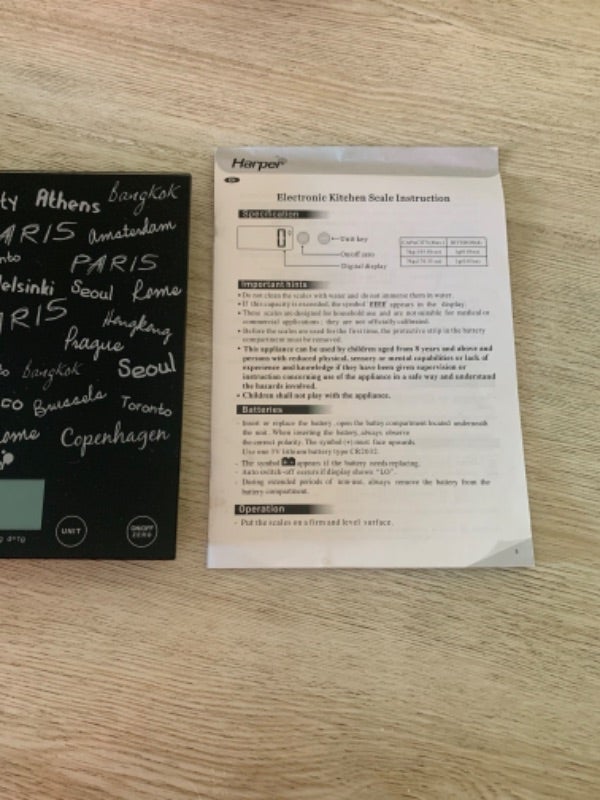 ty Athens Bangkok
ARIS Amsterdam
nto PARIS
elsinki Seoul Rome
RIS Hongkong
Prague
Bangkok Seoul
co Brussels Toronto
ome Copenhagen
UNIT
ON/OFF
ZERO
d=1g
Harper
EN
Electronic Kitchen Scale Instruction
Specification
0 g
Unit key
On/off zero
Digital display
Important hints
• Do not clean the scales with water and do not immerse them in water.
• If this capacity is extended, the symbol EEEE appears in the display.
• These scales are designed for household use and are not suitable for medical or
commercial applications; they are not officially calibrated.
• Before the scales are used for the first time, the protective strip in the battery
compartment must be removed.
• This appliance can be used by children aged from 8 years and above and
persons with reduced physical, sensory or mental capabilities or lack of
experience and knowledge if they have been given supervision or
instruction concerning use of the appliance in a safe way and understand
the hazards involved.
• Children shall not play with the appliance.
Batteries
- Insert or replace the battery, open the battey compartment located underneath
the unit. When inserting the battery, always, observe
the correct polarity. The symbol (+) must face upwards.
Use one 3V lithium battery type CR2032.
- The symbol appears if the battery needs replacing.
- Auto switch-off occurs if display shows "LO".
- During extended periods of non-use, always remove the battery from the
battery compartment.
Operation
- Put the scales on a firm and level surface.